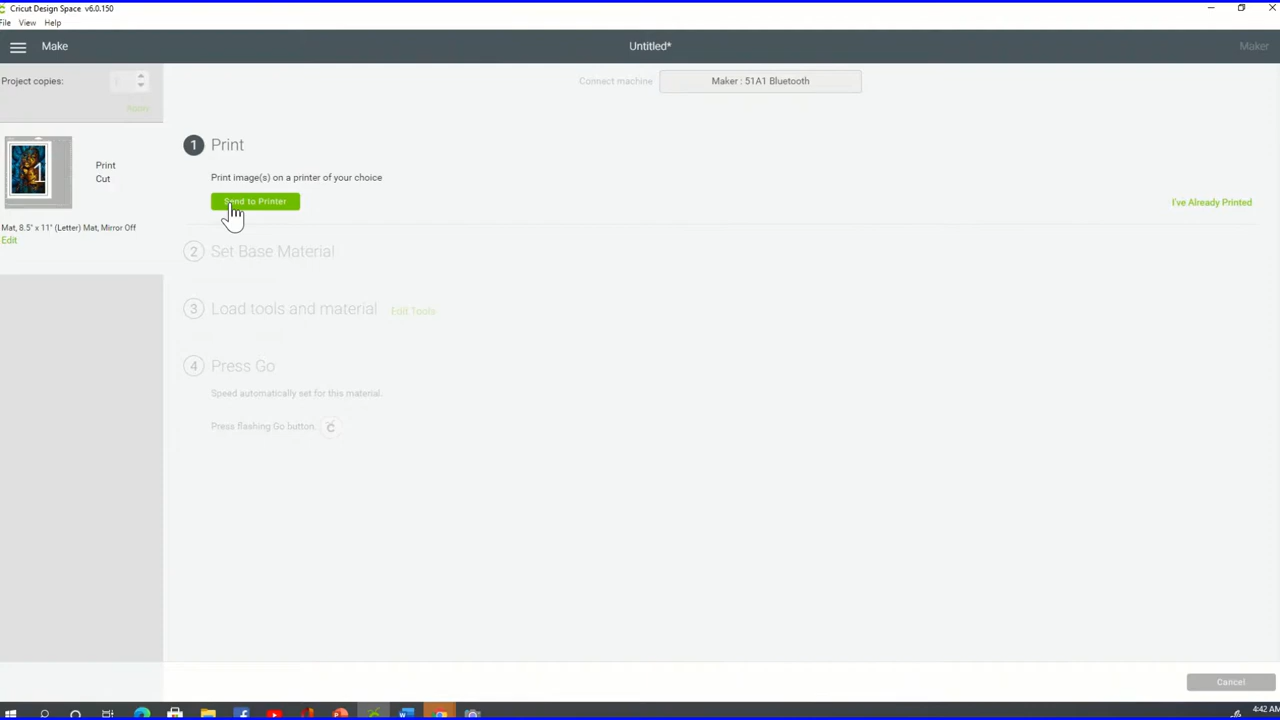 Cricut Design Space v6.0.150
File View Help
Make
Untitled*
Maker
Project copies:
Connect machine
Maker : 51A1 Bluetooth
Apply
1 Print
Print
Cut
1
Print image(s) on a printer of your choice
Send to Printer
I've Already Printed
Mat, 8.5" x 11" (Letter) Mat, Mirror Off
Edit
2 Set Base Material
3 Load tools and material Edit Tools
4 Press Go
Speed automatically set for this material.
Press flashing Go button.
Cancel
4:42 AM